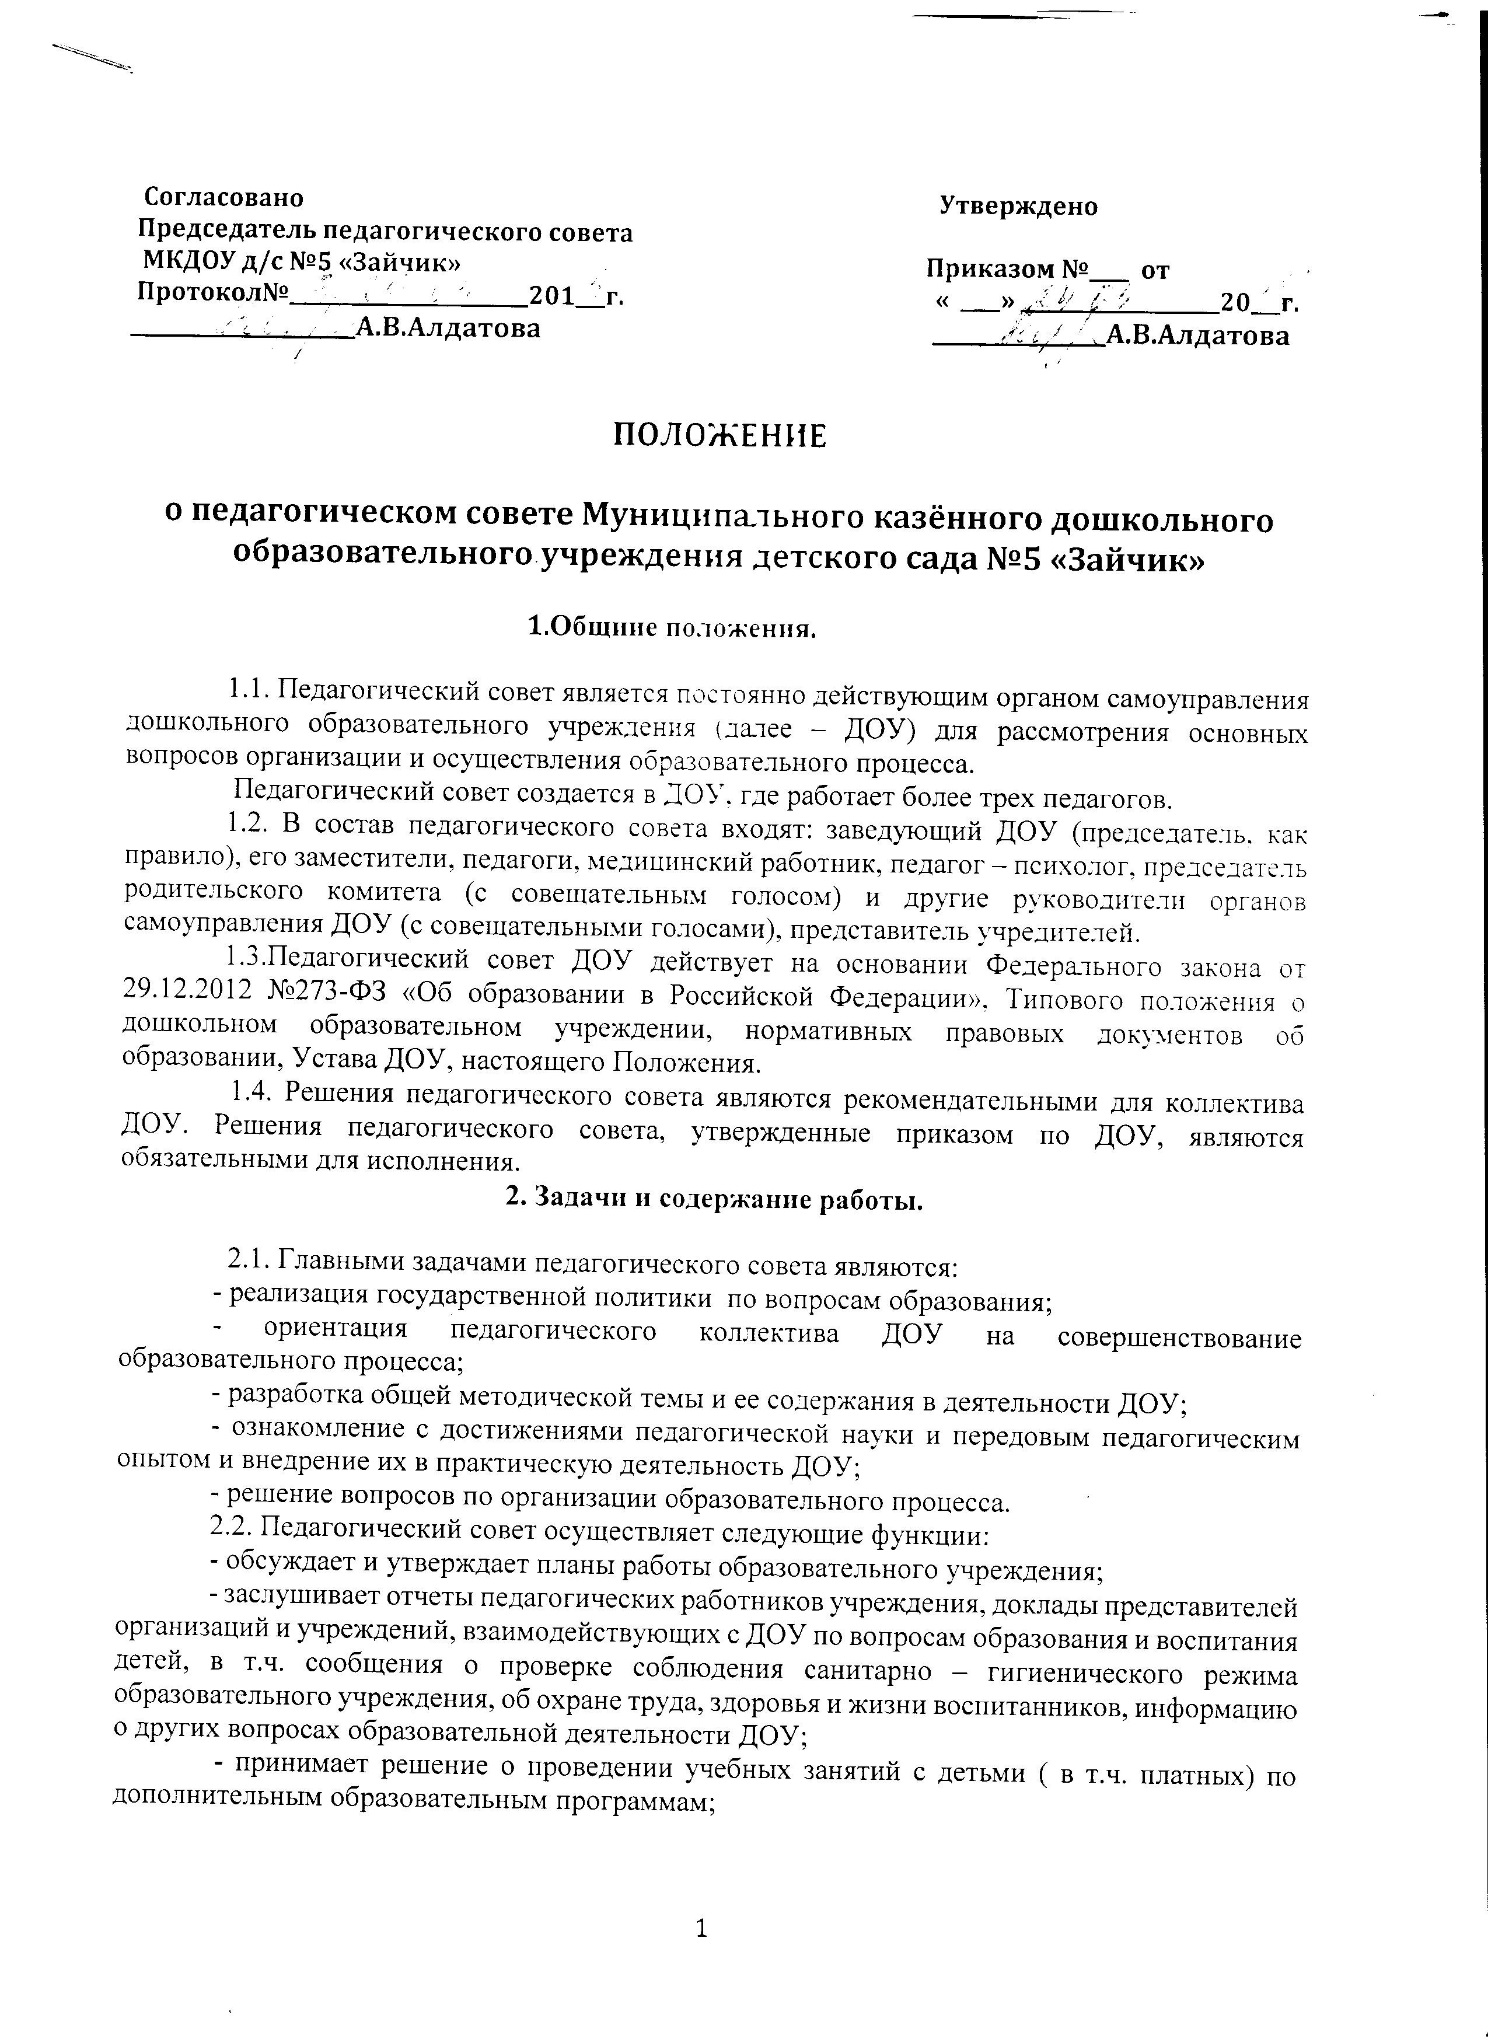 Согласовано
Председатель педагогического совета
МКДОУ д/с №5 «Зайчик»
Протокол№__________________201__г.
_________________А.В.Алдатова
Утверждено
Приказом №___ от
« ___» _______________20__г.
_____________А.В.Алдатова
ПОЛОЖЕНИЕ
о педагогическом совете Муниципального казённого дошкольного
образовательного учреждения детского сада №5 «Зайчик»
1.Общине положения.
1.1. Педагогический совет является постоянно действующим органом самоуправления
дошкольного образовательного учреждения (далее – ДОУ) для рассмотрения основных
вопросов организации и осуществления образовательного процесса.
Педагогический совет создается в ДОУ, где работает более трех педагогов.
1.2. В состав педагогического совета входят: заведующий ДОУ (председатель, как
правило), его заместители, педагоги, медицинский работник, педагог – психолог, председатель
родительского комитета (с совещательным голосом) и другие руководители органов
самоуправления ДОУ (с совещательными голосами), представитель учредителей.
1.3.Педагогический совет ДОУ действует на основании Федерального закона от
29.12.2012 №273-ФЗ «Об образовании в Российской Федерации», Типового положения о
дошкольном образовательном учреждении, нормативных правовых документов об
образовании, Устава ДОУ, настоящего Положения.
1.4. Решения педагогического совета являются рекомендательными для коллектива
ДОУ. Решения педагогического совета, утвержденные приказом по ДОУ, являются
обязательными для исполнения.
2. Задачи и содержание работы.
2.1. Главными задачами педагогического совета являются:
- реализация государственной политики по вопросам образования;
- ориентация педагогического коллектива ДОУ на совершенствование
образовательного процесса;
- разработка общей методической темы и ее содержания в деятельности ДОУ;
- ознакомление с достижениями педагогической науки и передовым педагогическим
опытом и внедрение их в практическую деятельность ДОУ;
- решение вопросов по организации образовательного процесса.
2.2. Педагогический совет осуществляет следующие функции:
- обсуждает и утверждает планы работы образовательного учреждения;
- заслушивает отчеты педагогических работников учреждения, доклады представителей
организаций и учреждений, взаимодействующих с ДОУ по вопросам образования и воспитания
детей, в т.ч. сообщения о проверке соблюдения санитарно – гигиенического режима
образовательного учреждения, об охране труда, здоровья и жизни воспитанников, информацию
о других вопросах образовательной деятельности ДОУ;
- принимает решение о проведении учебных занятий с детьми ( в т.ч. платных) по
дополнительным образовательным программам;
1